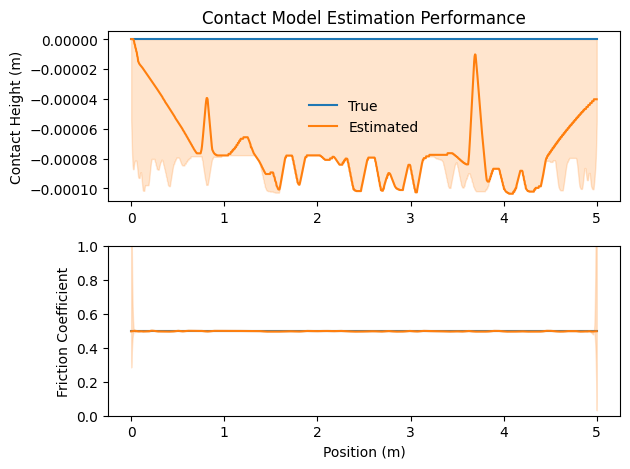 Contact Model Estimation Performance
Contact Height (m)
0.00000
−0.00002
−0.00004
−0.00006
−0.00008
−0.00010
True
Estimated
0 1 2 3 4 5
Friction Coefficient
1.0
0.8
0.6
0.4
0.2
0.0
0 1 2 3 4 5
Position (m)